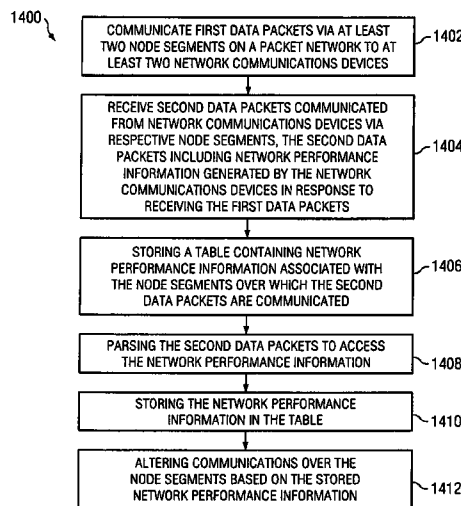 1400
COMMUNICATE FIRST DATA PACKETS VIA AT LEAST
TWO NODE SEGMENTS ON A PACKET NETWORK TO AT
LEAST TWO NETWORK COMMUNICATIONS DEVICES
1402
RECEIVE SECOND DATA PACKETS COMMUNICATED
FROM NETWORK COMMUNICATIONS DEVICES VIA
RESPECTIVE NODE SEGMENTS, THE SECOND DATA
PACKETS INCLUDING NETWORK PERFORMANCE
INFORMATION GENERATED BY THE NETWORK
COMMUNICATIONS DEVICES IN RESPONSE TO
RECEIVING THE FIRST DATA PACKETS
1404
STORING A TABLE CONTAINING NETWORK
PERFORMANCE INFORMATION ASSOCIATED WITH
THE NODE SEGMENTS OVER WHICH THE SECOND
DATA PACKETS ARE COMMUNICATED
1406
PARSING THE SECOND DATA PACKETS TO ACCESS
THE NETWORK PERFORMANCE INFORMATION
1408
STORING THE NETWORK PERFORMANCE
INFORMATION IN THE TABLE
1410
ALTERING COMMUNICATIONS OVER THE
NODE SEGMENTS BASED ON THE STORED
NETWORK PERFORMANCE INFORMATION
1412